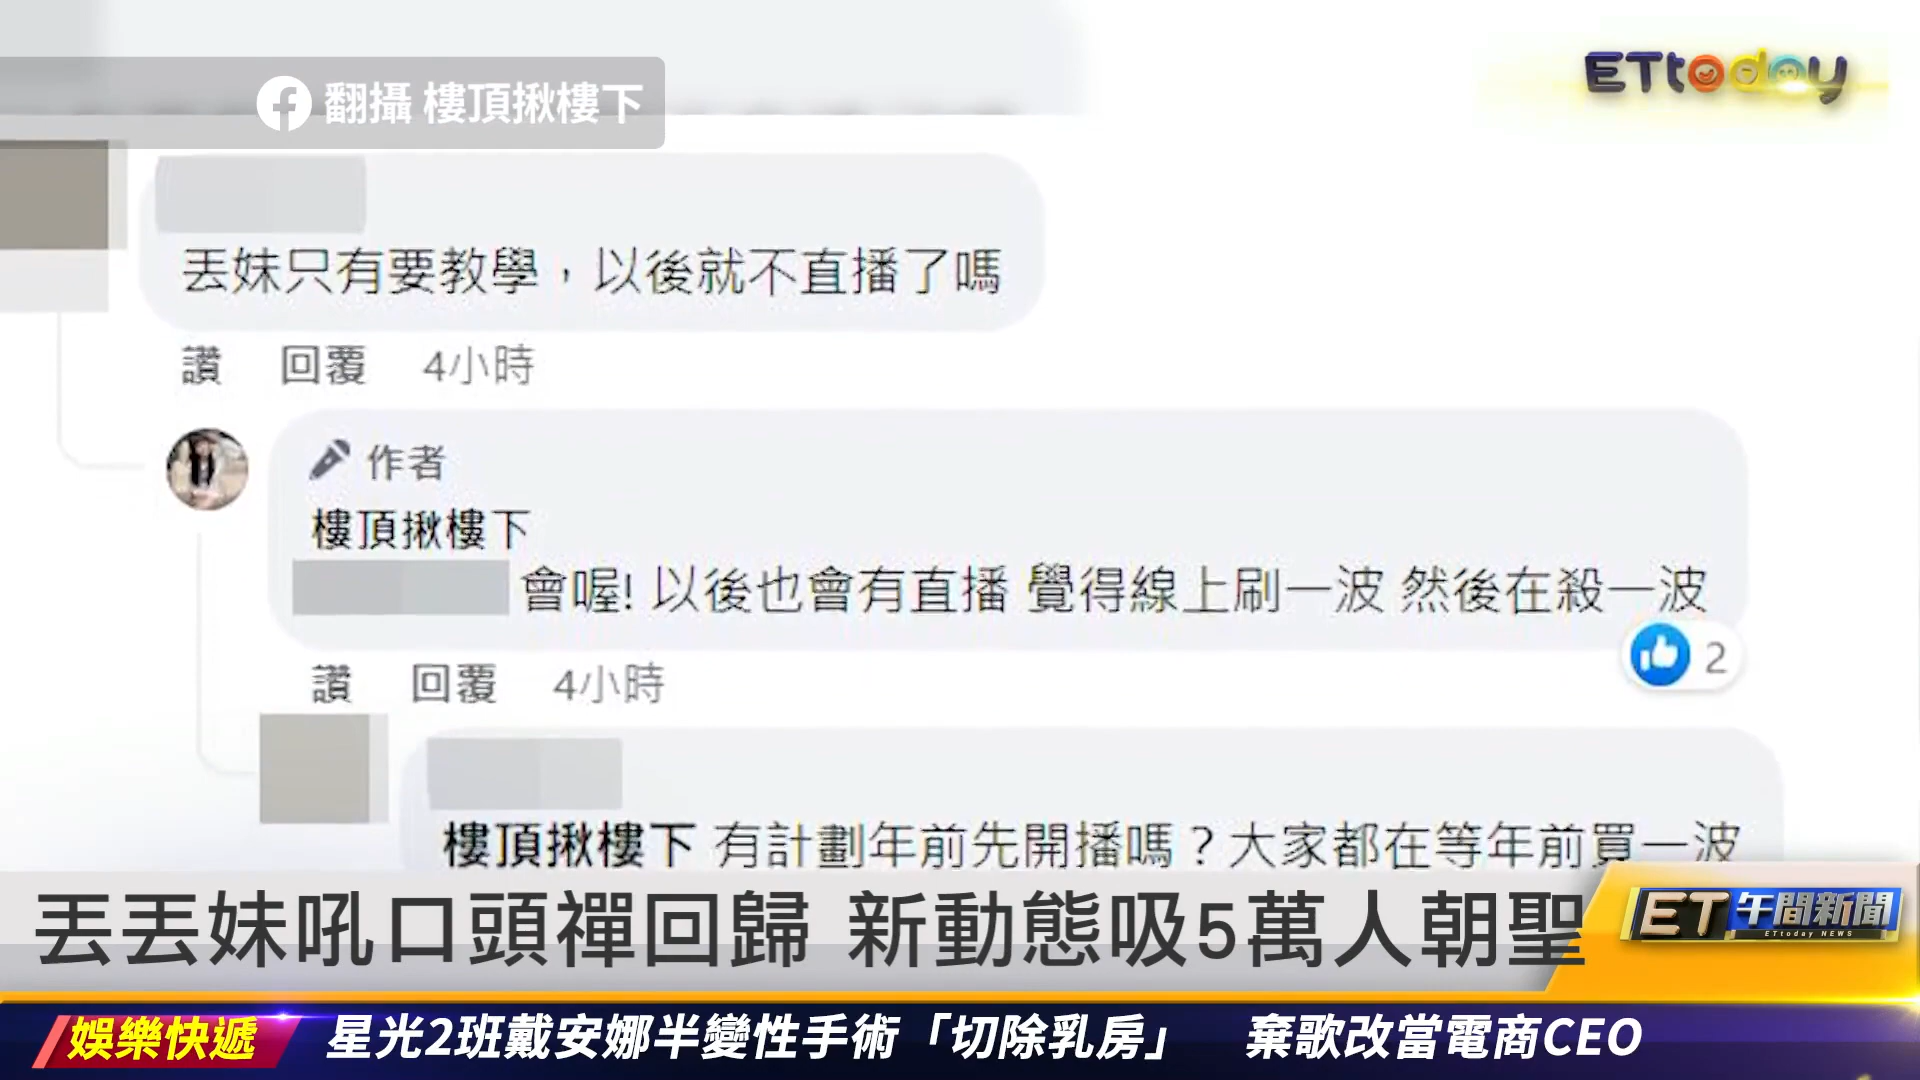 翻攝 樓頂揪樓下
ETtoday
丟妹只有要教學，以後就不直播了嗎
讚 回覆 4小時
作者
樓頂揪樓下
會喔! 以後也會有直播 覺得線上刷一波 然後在殺一波
2
讚 回覆 4小時
樓頂揪樓下 有計劃年前先開播嗎？大家都在等年前買一波
丟丟妹吼口頭禪回歸 新動態吸5萬人朝聖
ET午間新聞
ETtoday NEWS
娛樂快遞 星光2班戴安娜半變性手術「切除乳房」 棄歌改當電商CEO